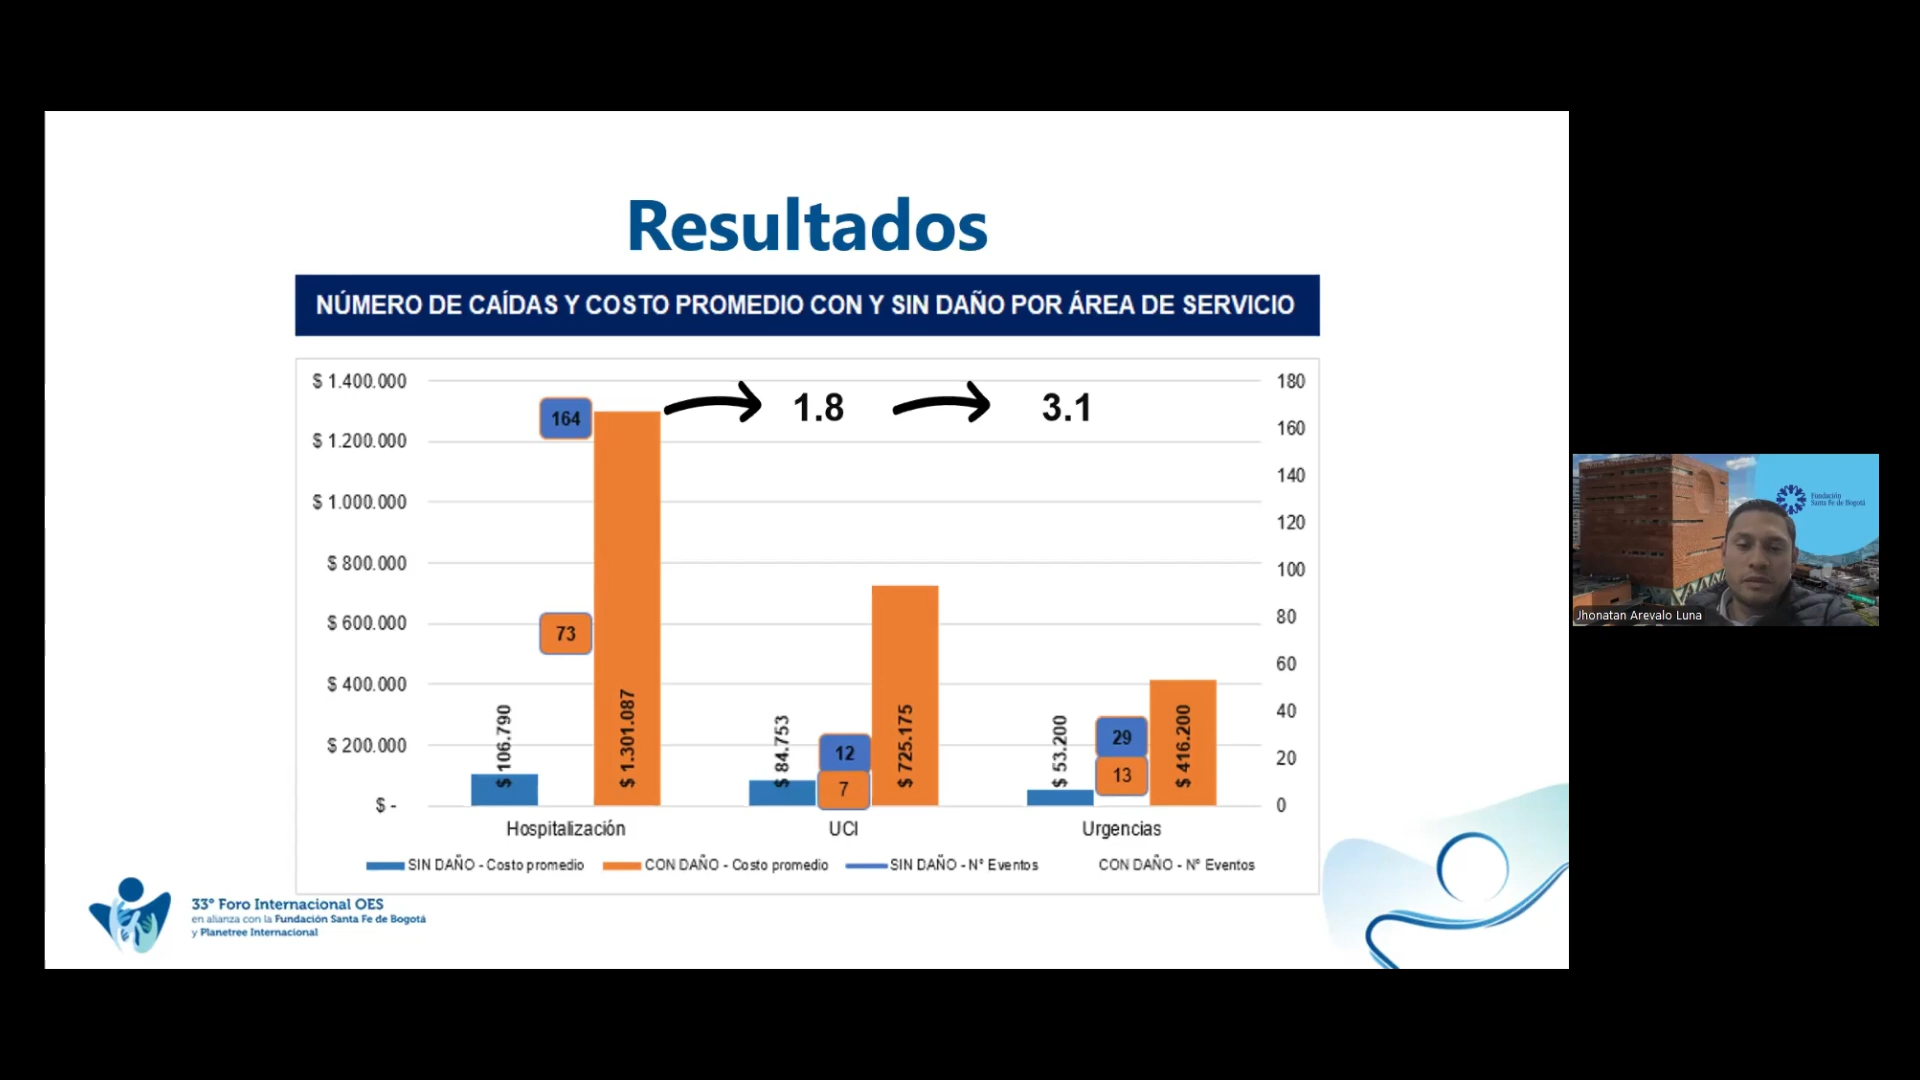 Resultados
NÚMERO DE CAÍDAS Y COSTO PROMEDIO CON Y SIN DAÑO POR ÁREA DE SERVICIO
$ 1.400.000
$ 1.200.000
$ 1.000.000
$ 800.000
$ 600.000
$ 400.000
$ 200.000
$ -
164
73
$ 106.790
$ 1.301.087
1.8
3.1
$ 84.753
12
7
$ 725.175
$ 53.200
29
13
$ 416.200
180
160
140
120
100
80
60
40
20
0
Hospitalización
UCI
Urgencias
SIN DAÑO - Costo promedio
CON DAÑO - Costo promedio
SIN DAÑO - N° Eventos
CON DAÑO - N° Eventos
33° Foro Internacional OES
en alianza con la Fundación Santa Fe de Bogotá
y Planetree Internacional
Fundación
Santa Fe de Bogotá
Jhonatan Arevalo Luna